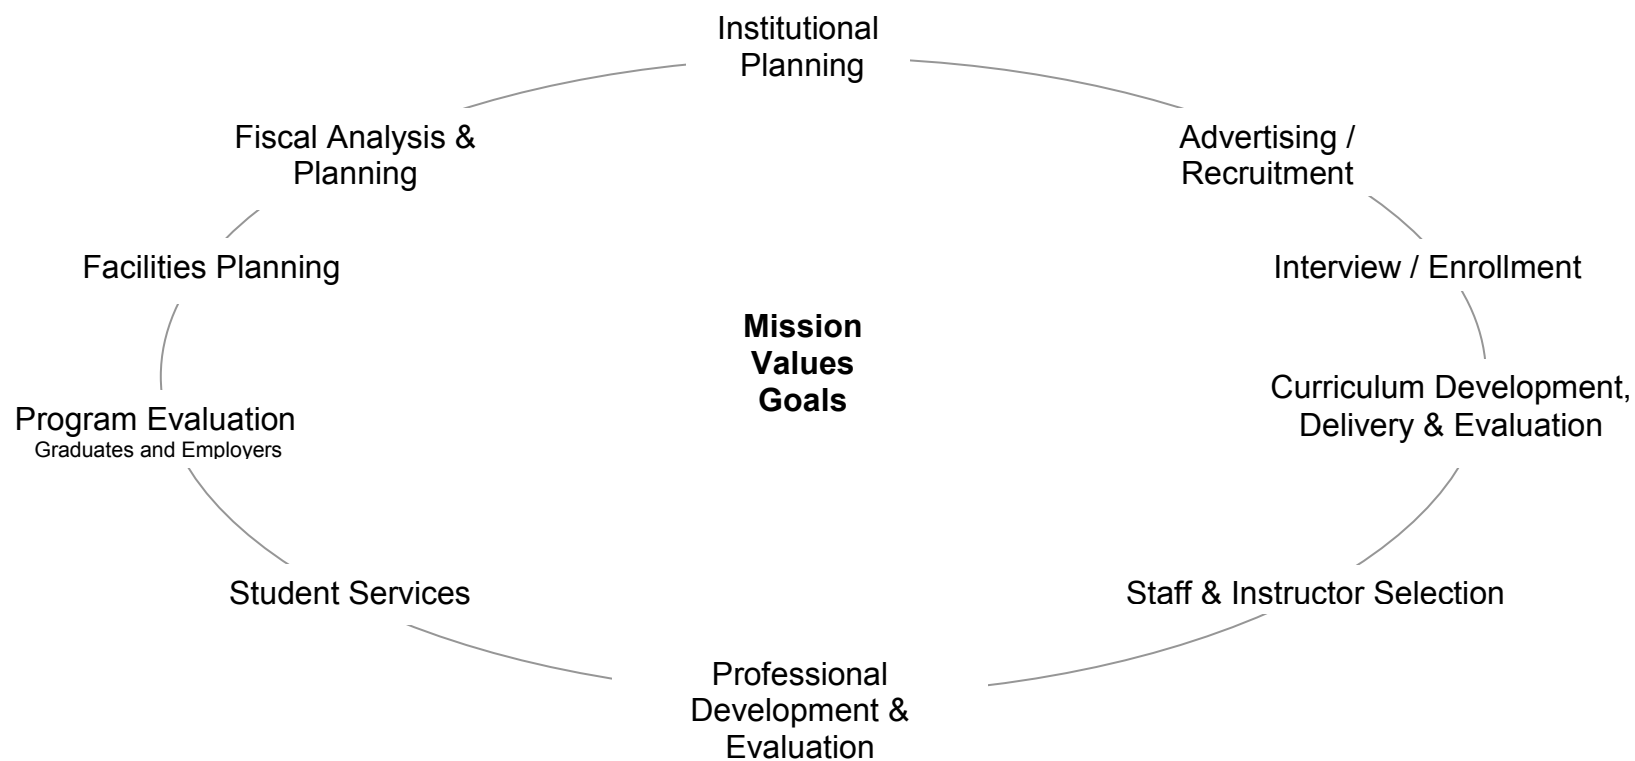 Institutional
Planning
Fiscal Analysis &
Planning
Advertising /
Recruitment
Facilities Planning
Interview / Enrollment
Mission
Values
Goals
Curriculum Development,
Delivery & Evaluation
Program Evaluation
Graduates and Employers
Student Services
Staff & Instructor Selection
Professional
Development &
Evaluation